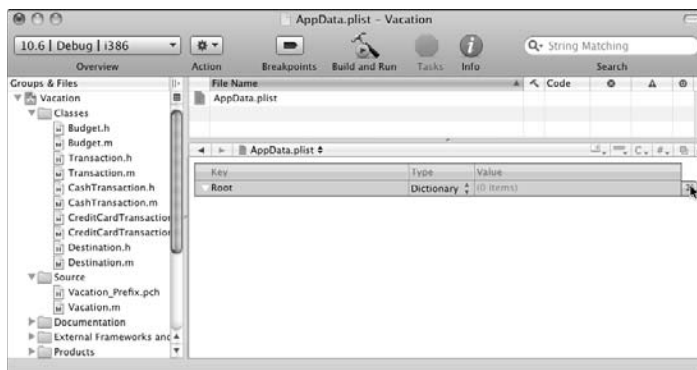 AppData.plist – Vacation
10.6 | Debug | i386
Overview
Action
Breakpoints
Build and Run
Tasks
Info
String Matching
Search
Groups & Files
File Name
Code
Vacation
AppData.plist
Classes
Budget.h
Budget.m
Transaction.h
Transaction.m
CashTransaction.h
CashTransaction.m
CreditCardTransaction
CreditCardTransaction
Destination.h
Destination.m
Source
Vacation_Prefix.pch
Vacation.m
Documentation
External Frameworks and
Products
AppData.plist
C
#
Key
Type
Value
Root
Dictionary
(0 items)